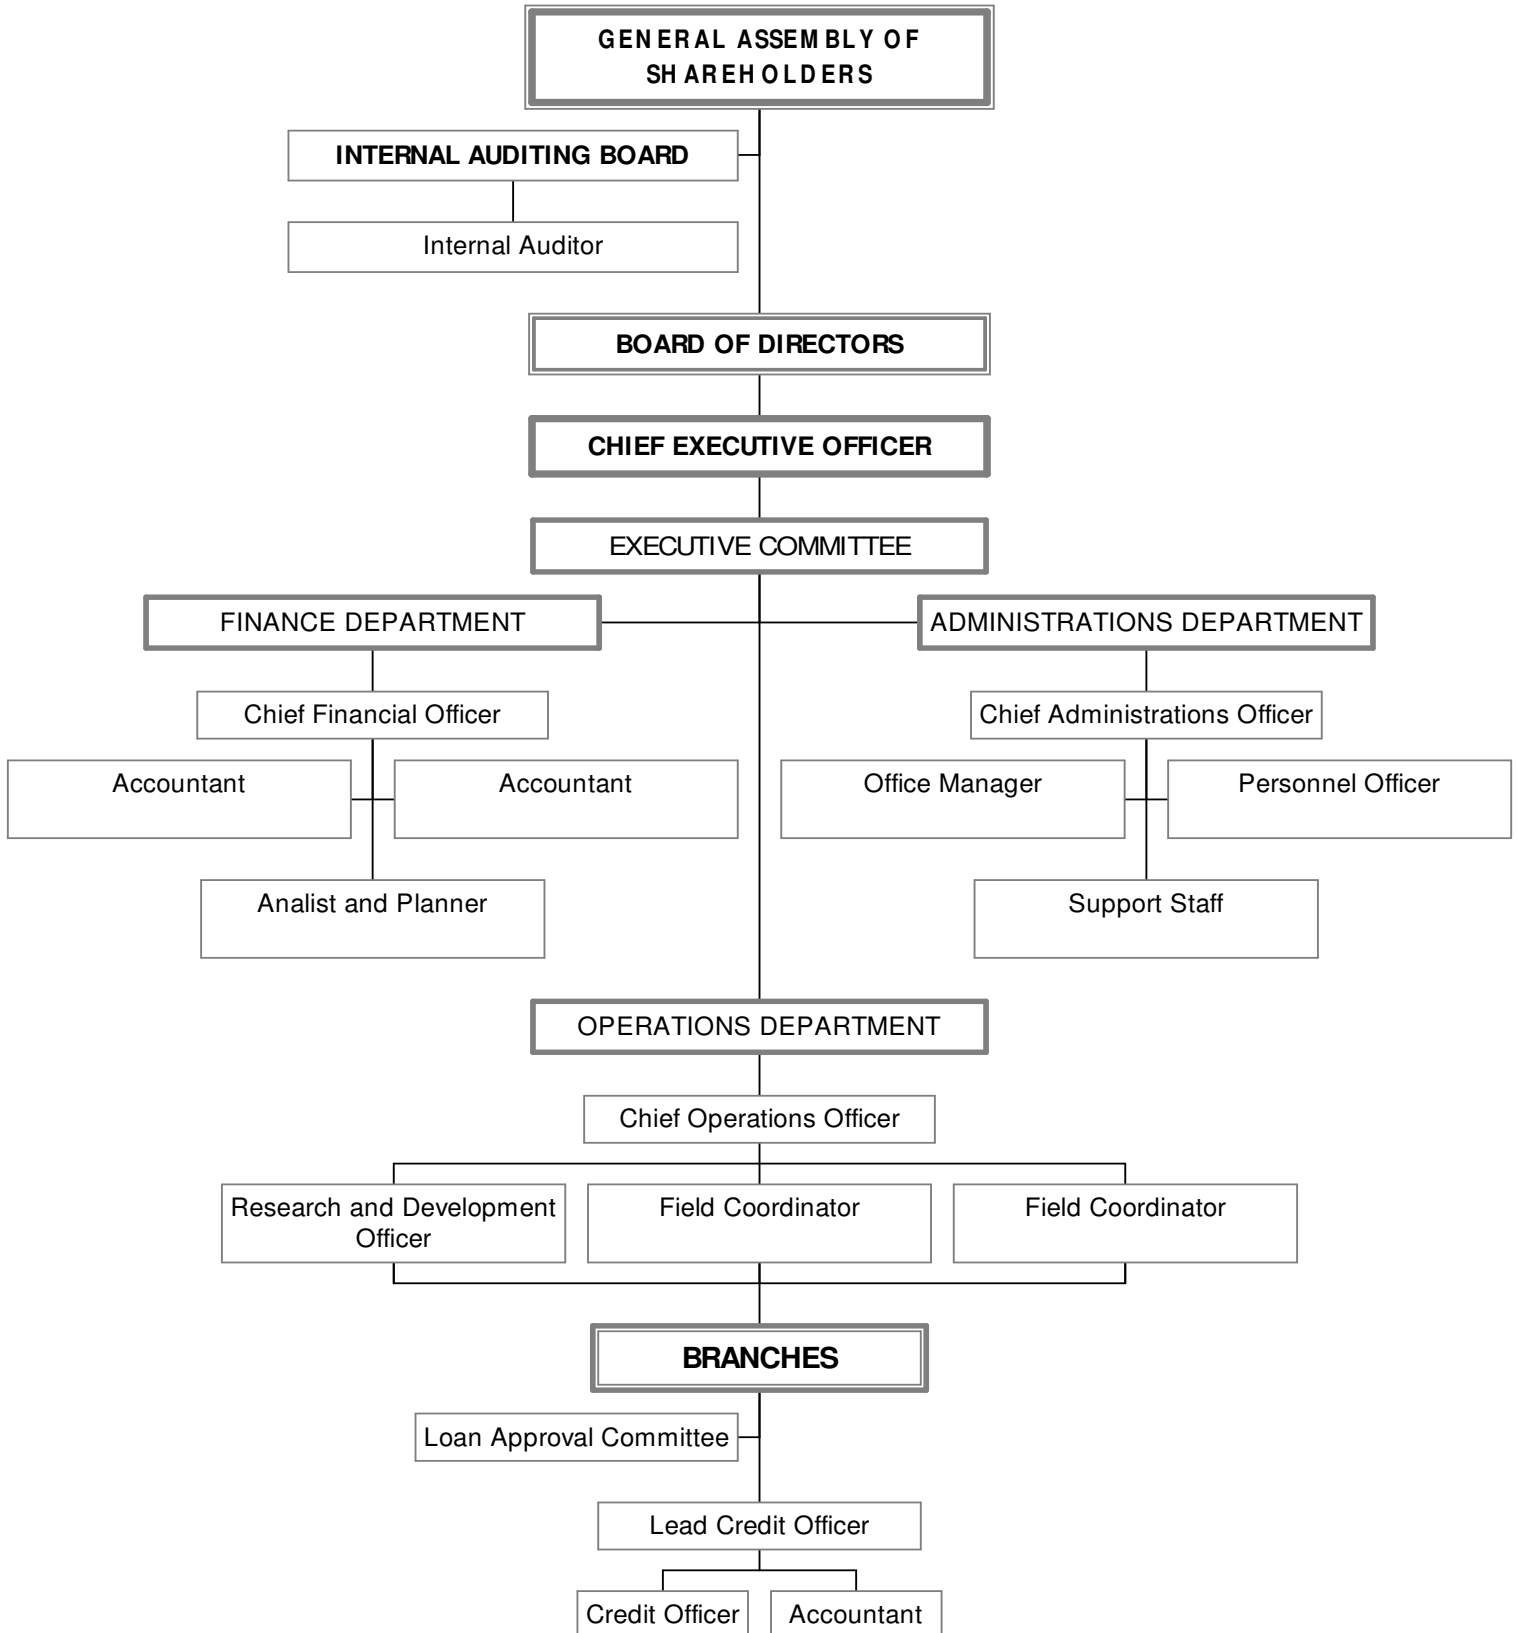 GENERAL ASSEMBLY OF
SHAREHOLDERS
INTERNAL AUDITING BOARD
Internal Auditor
BOARD OF DIRECTORS
CHIEF EXECUTIVE OFFICER
EXECUTIVE COMMITTEE
FINANCE DEPARTMENT
ADMINISTRATIONS DEPARTMENT
Chief Financial Officer
Chief Administrations Officer
Accountant
Accountant
Office Manager
Personnel Officer
Analist and Planner
Support Staff
OPERATIONS DEPARTMENT
Chief Operations Officer
Research and Development
Officer
Field Coordinator
Field Coordinator
BRANCHES
Loan Approval Committee
Lead Credit Officer
Credit Officer
Accountant